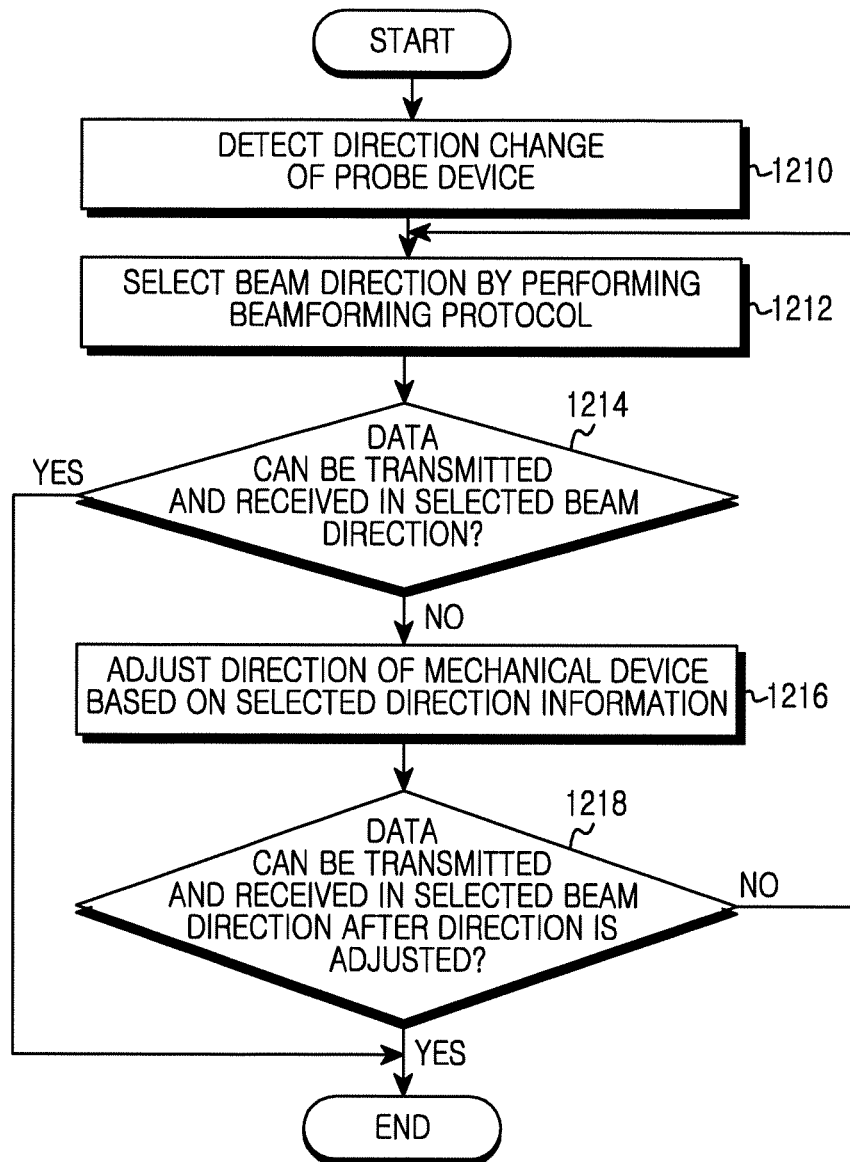 START
DETECT DIRECTION CHANGE
OF PROBE DEVICE
1210
SELECT BEAM DIRECTION BY PERFORMING
BEAMFORMING PROTOCOL
1212
1214
DATA
CAN BE TRANSMITTED
AND RECEIVED IN SELECTED BEAM
DIRECTION?
YES
NO
ADJUST DIRECTION OF MECHANICAL DEVICE
BASED ON SELECTED DIRECTION INFORMATION
1216
1218
DATA
CAN BE TRANSMITTED
AND RECEIVED IN SELECTED BEAM
DIRECTION AFTER DIRECTION IS
ADJUSTED?
NO
YES
END